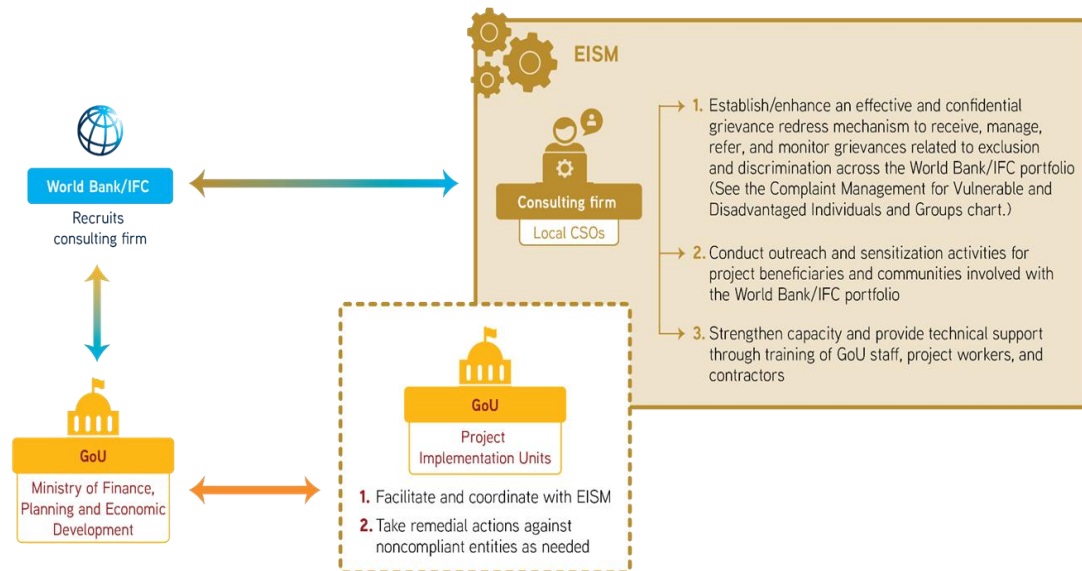 EISM
World Bank/IFC
Recruits
consulting firm
Consulting firm
Local CSOs
1. Establish/enhance an effective and confidential
grievance redress mechanism to receive, manage,
refer, and monitor grievances related to exclusion
and discrimination across the World Bank/IFC portfolio
(See the Complaint Management for Vulnerable and
Disadvantaged Individuals and Groups chart.)
2. Conduct outreach and sensitization activities for
project beneficiaries and communities involved with
the World Bank/IFC portfolio
3. Strengthen capacity and provide technical support
through training of GoU staff, project workers, and
contractors
GoU
Ministry of Finance,
Planning and Economic
Development
GoU
Project
Implementation Units
1. Facilitate and coordinate with EISM
2. Take remedial actions against
noncompliant entities as needed